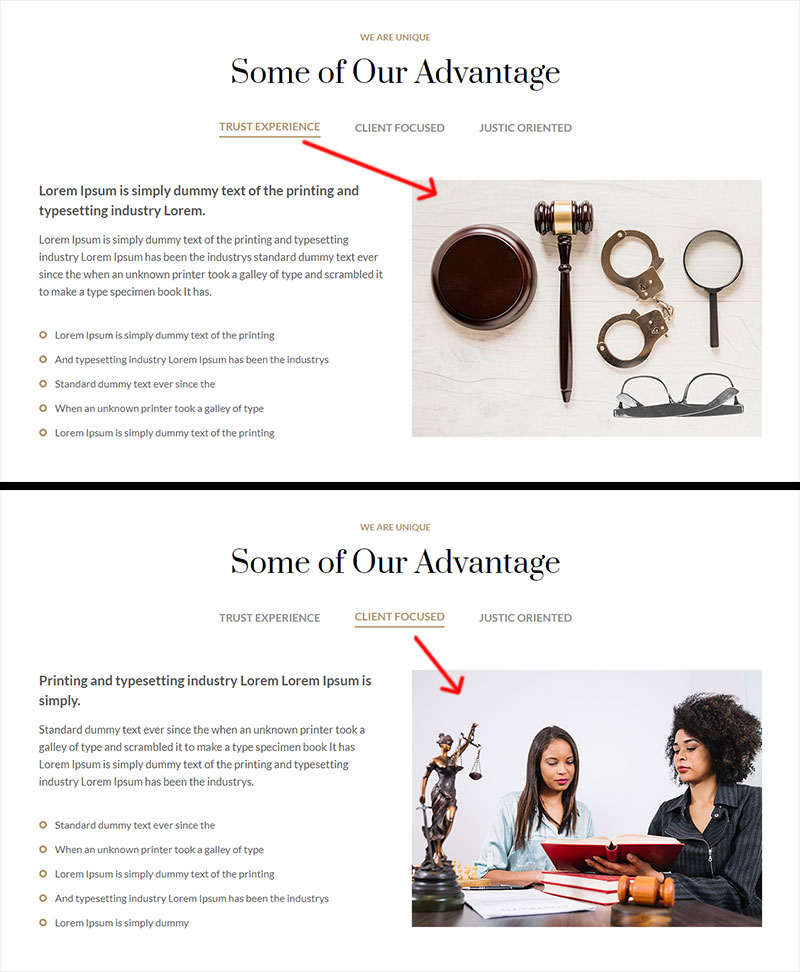 WE ARE UNIQUE
Some of Our Advantage
TRUST EXPERIENCE
CLIENT FOCUSED
JUSTIC ORIENTED
Lorem Ipsum is simply dummy text of the printing and
typesetting industry Lorem.
Lorem Ipsum is simply dummy text of the printing and typesetting
industry Lorem Ipsum has been the industrys standard dummy text ever
since the when an unknown printer took a galley of type and scrambled it
to make a type specimen book It has.
Lorem Ipsum is simply dummy text of the printing
And typesetting industry Lorem Ipsum has been the industrys
Standard dummy text ever since the
When an unknown printer took a galley of type
Lorem Ipsum is simply dummy text of the printing
WE ARE UNIQUE
Some of Our Advantage
TRUST EXPERIENCE
CLIENT FOCUSED
JUSTIC ORIENTED
Printing and typesetting industry Lorem Lorem Ipsum is
simply.
Standard dummy text ever since the when an unknown printer took a
galley of type and scrambled it to make a type specimen book It has
Lorem Ipsum is simply dummy text of the printing and typesetting
industry Lorem Ipsum has been the industrys.
Standard dummy text ever since the
When an unknown printer took a galley of type
Lorem Ipsum is simply dummy text of the printing
And typesetting industry Lorem Ipsum has been the industrys
Lorem Ipsum is simply dummy